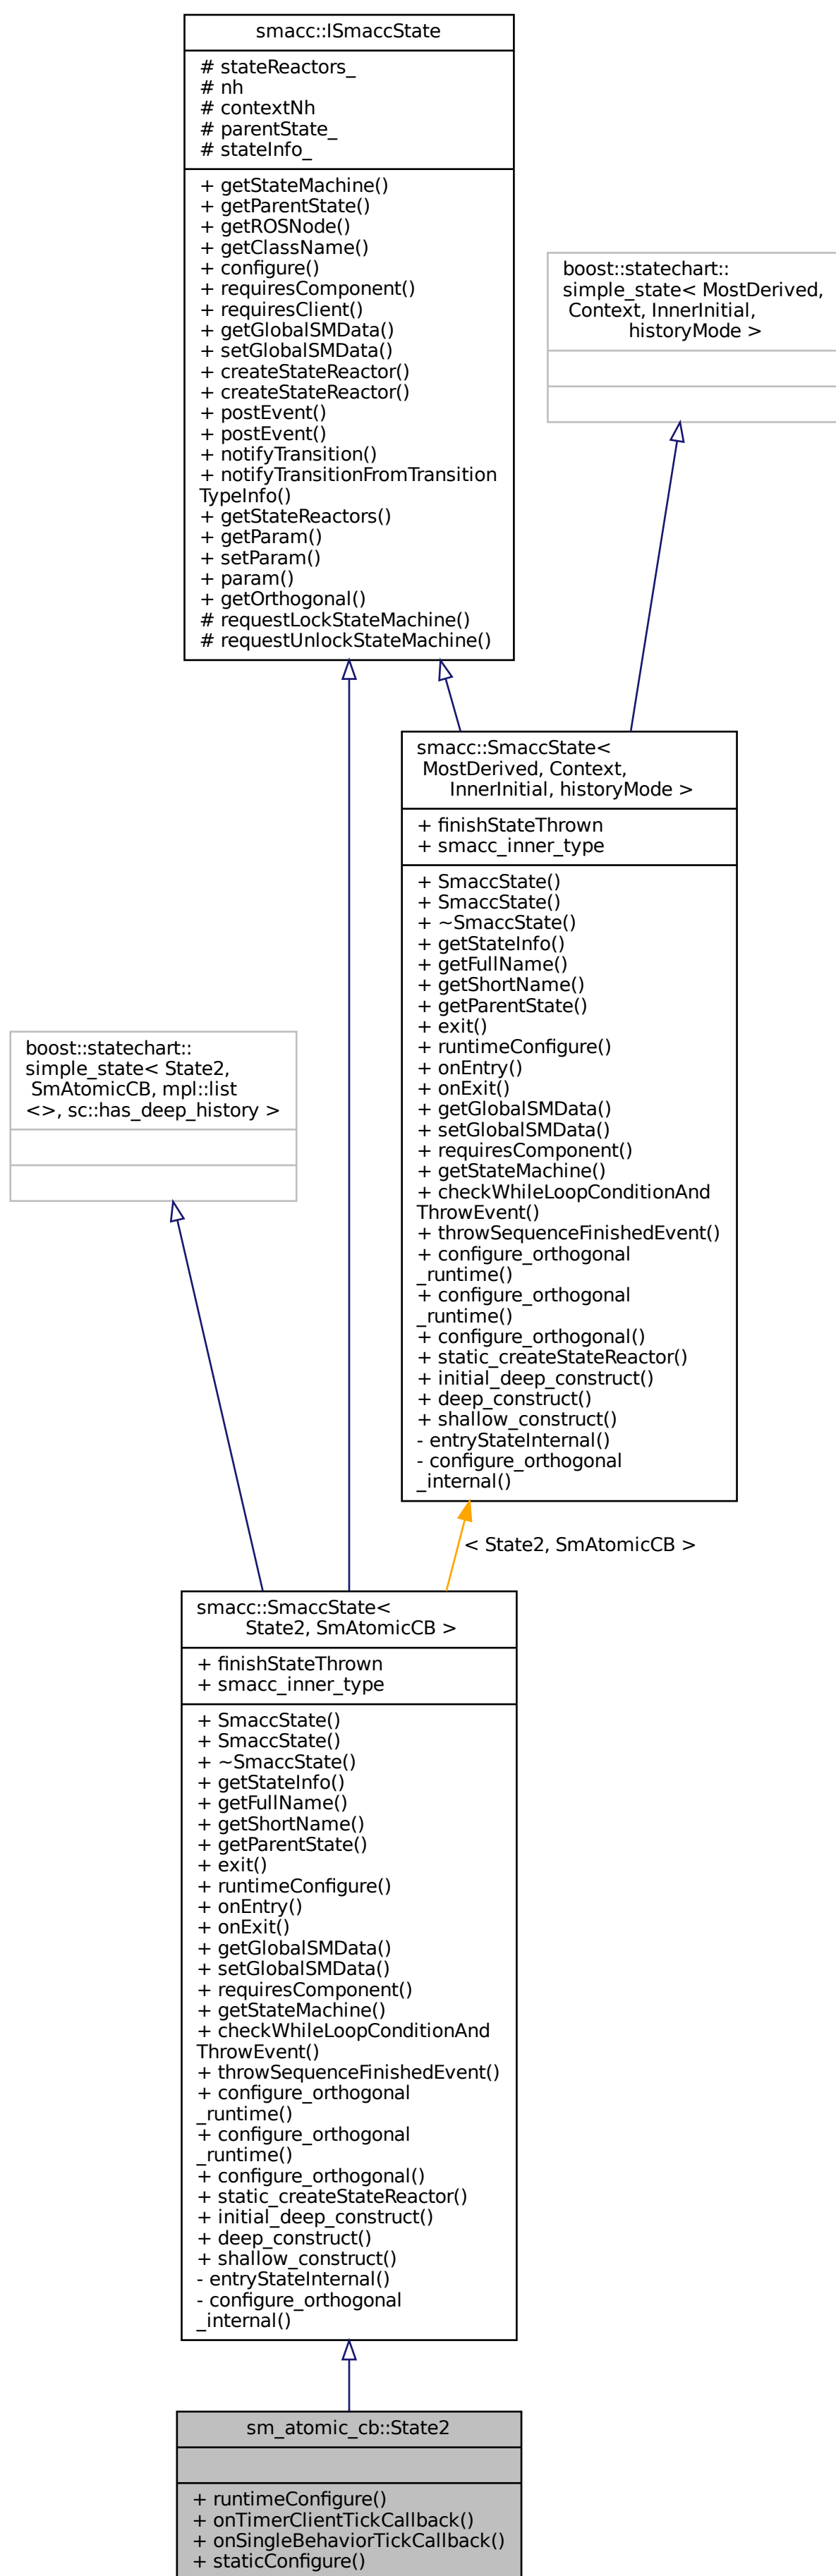 smacc::ISmaccState
# stateReactors_
# nh
# contextNh
# parentState_
# stateInfo_
+ getStateMachine()
+ getParentState()
+ getROSNode()
+ getClassName()
+ configure()
+ requiresComponent()
+ requiresClient()
+ getGlobalSMData()
+ setGlobalSMData()
+ createStateReactor()
+ createStateReactor()
+ postEvent()
+ postEvent()
+ notifyTransition()
+ notifyTransitionFromTransition
TypeInfo()
+ getStateReactors()
+ getParam()
+ setParam()
+ param()
+ getOrthogonal()
# requestLockStateMachine()
# requestUnlockStateMachine()
boost::statechart::
simple_state< MostDerived,
Context, InnerInitial,
historyMode >
smacc::SmaccState<
MostDerived, Context,
InnerInitial, historyMode >
+ finishStateThrown
+ smacc_inner_type
+ SmaccState()
+ SmaccState()
+ ~SmaccState()
+ getStateInfo()
+ getFullName()
+ getShortName()
+ getParentState()
+ exit()
+ runtimeConfigure()
+ onEntry()
+ onExit()
+ getGlobalSMData()
+ setGlobalSMData()
+ requiresComponent()
+ getStateMachine()
+ checkWhileLoopConditionAnd
ThrowEvent()
+ throwSequenceFinishedEvent()
+ configure_orthogonal
_runtime()
+ configure_orthogonal
_runtime()
+ configure_orthogonal()
+ static_createStateReactor()
+ initial_deep_construct()
+ deep_construct()
+ shallow_construct()
- entryStateInternal()
- configure_orthogonal
_internal()
boost::statechart::
simple_state< State2,
SmAtomicCB, mpl::list
<>, sc::has_deep_history >
< State2, SmAtomicCB >
smacc::SmaccState<
State2, SmAtomicCB >
+ finishStateThrown
+ smacc_inner_type
+ SmaccState()
+ SmaccState()
+ ~SmaccState()
+ getStateInfo()
+ getFullName()
+ getShortName()
+ getParentState()
+ exit()
+ runtimeConfigure()
+ onEntry()
+ onExit()
+ getGlobalSMData()
+ setGlobalSMData()
+ requiresComponent()
+ getStateMachine()
+ checkWhileLoopConditionAnd
ThrowEvent()
+ throwSequenceFinishedEvent()
+ configure_orthogonal
_runtime()
+ configure_orthogonal
_runtime()
+ configure_orthogonal()
+ static_createStateReactor()
+ initial_deep_construct()
+ deep_construct()
+ shallow_construct()
- entryStateInternal()
- configure_orthogonal
_internal()
sm_atomic_cb::State2
+ runtimeConfigure()
+ onTimerClientTickCallback()
+ onSingleBehaviorTickCallback()
+ staticConfigure()